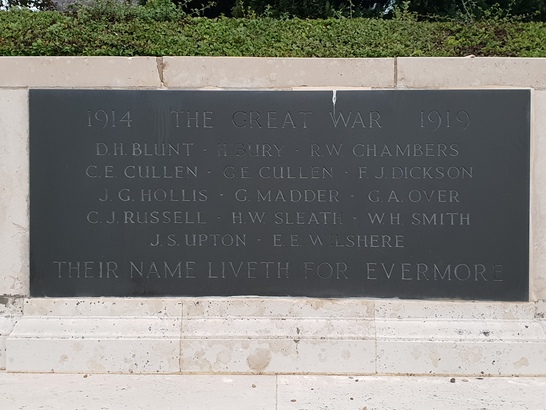 1914 THE GREAT WAR 1919
D.H. BLUNT · H. BURY · R.W. CHAMBERS
C.E. CULLEN · G.E. CULLEN · F.J. DICKSON
J.G. HOLLIS · G. MADDER · G.A. OVER
C.J. RUSSELL · H.W. SLEATH · W.H. SMITH
J.S. UPTON · E.E. WILSHERE
THEIR NAME LIVETH FOR EVERMORE